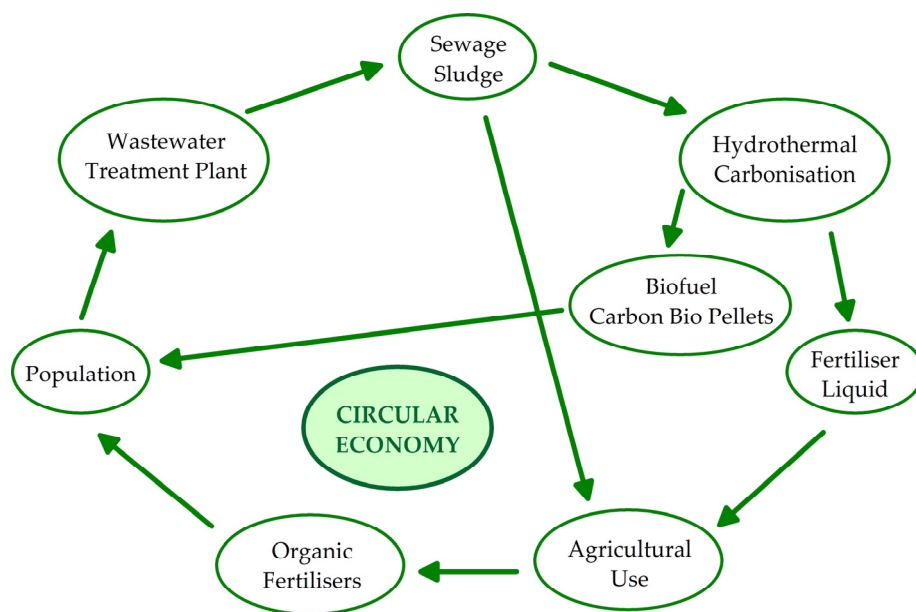 Sewage
Sludge
Wastewater
Treatment Plant
Hydrothermal
Carbonisation
Biofuel
Carbon Bio Pellets
Population
Fertiliser
Liquid
CIRCULAR
ECONOMY
Organic
Fertilisers
Agricultural
Use